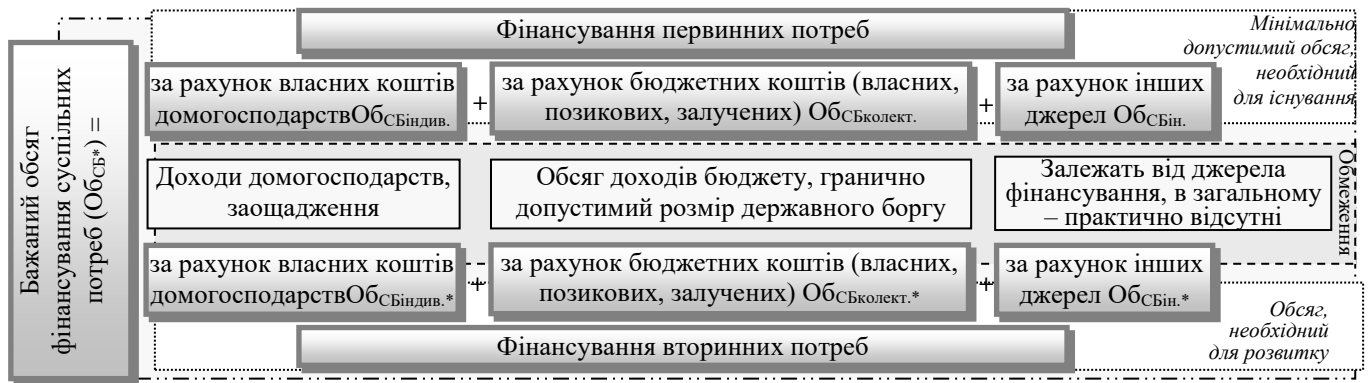 Бажаний обсяг
фінансування суспільних
потреб (ОбСБ*) =
Фінансування первинних потреб
Мінімально
допустимий обсяг,
необхідний
для існування
за рахунок власних коштів
домогосподарствОбСБіндив.
+
за рахунок бюджетних коштів (власних,
позикових, залучених) ОбСБколект.
+
за рахунок інших
джерел ОбСБін.
Доходи домогосподарств,
заощадження
Обсяг доходів бюджету, гранично
допустимий розмір державного боргу
Залежать від джерела
фінансування, в загальному
– практично відсутні
Обмеження
за рахунок власних коштів
домогосподарствОбСБіндив.*
+
за рахунок бюджетних коштів (власних,
позикових, залучених) ОбСБколект.*
+
за рахунок інших
джерел ОбСБін.*
Обсяг,
необхідний
для розвитку
Фінансування вторинних потреб